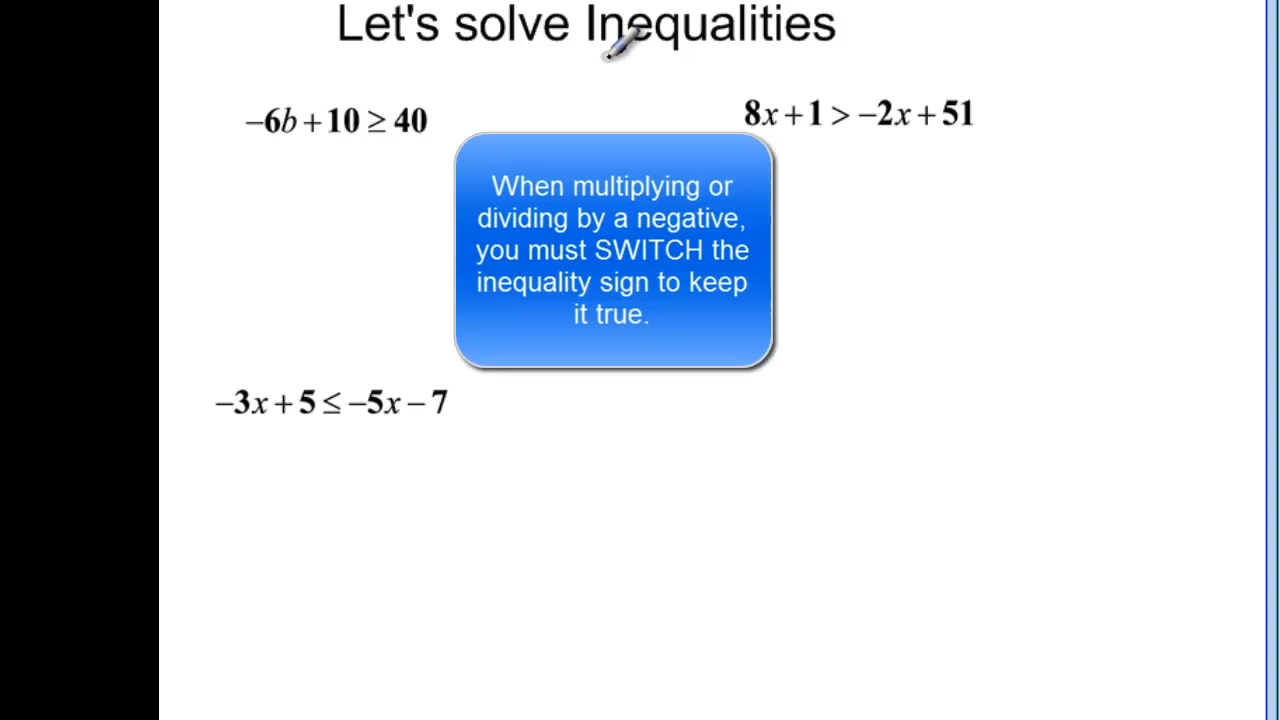 Let's solve Inequalities
−6b + 10 ≥ 40
8x + 1 > −2x + 51
When multiplying or
dividing by a negative,
you must SWITCH the
inequality sign to keep
it true.
−3x + 5 ≤ −5x − 7